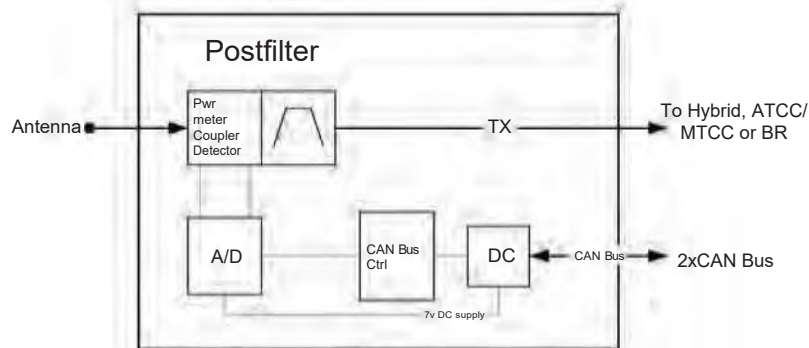 Postfilter
Pwr
meter
Coupler
Detector
Antenna
TX
To Hybrid, ATCC/
MTCC or BR
A/D
CAN Bus
Ctrl
DC
CAN Bus
2xCAN Bus
7v DC supply